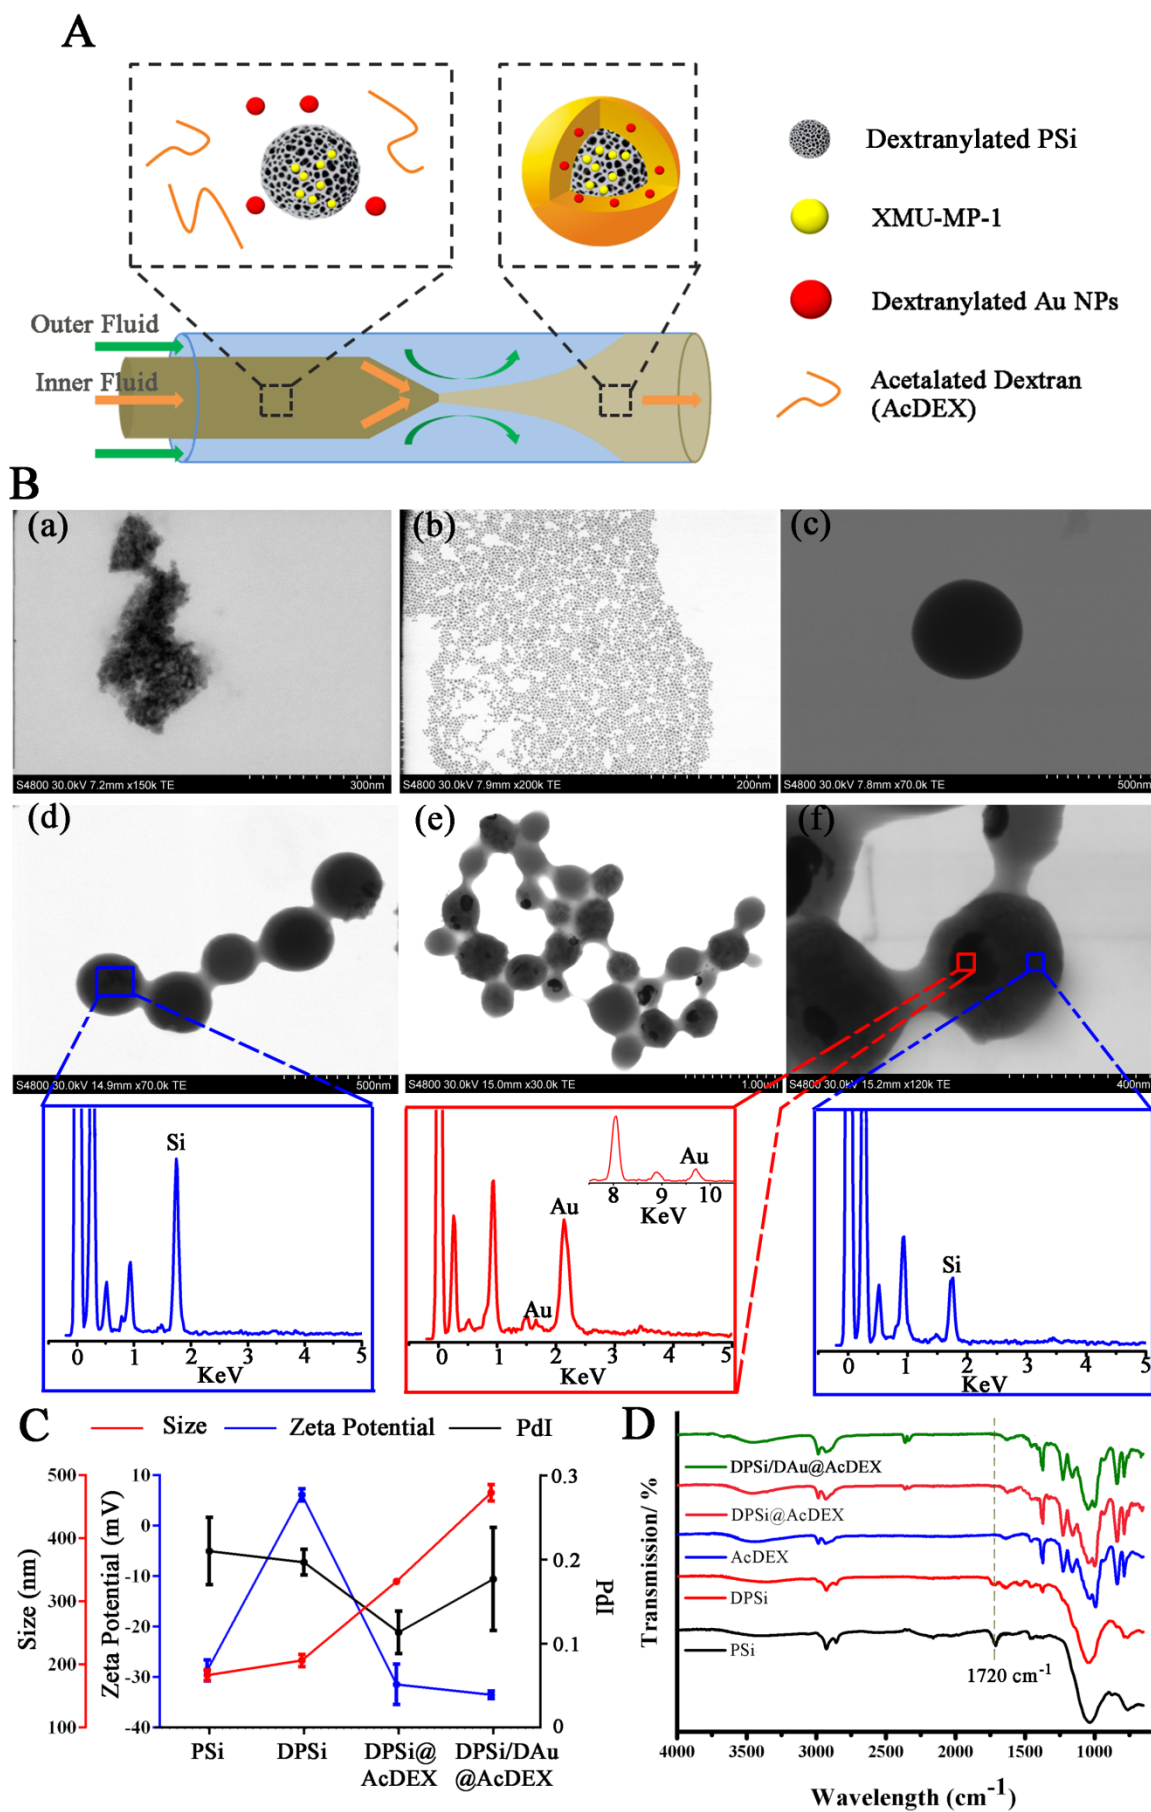 A
Dextranylated PSi
XMU-MP-1
Dextranylated Au NPs
Acetalated Dextran
(AcDEX)
Outer Fluid
Inner Fluid
B
(a)
(b)
(c)
S4800 30.0kV 7.2mm x150k TE 300nm
S4800 30.0kV 7.9mm x200k TE 200nm
S4800 30.0kV 7.8mm x70.0k TE 500nm
(d)
(e)
(f)
S4800 30.0kV 14.9mm x70.0k TE 500nm
S4800 30.0kV 15.0mm x30.0k TE 1.00um
S4800 30.0kV 15.2mm x120k TE 400nm
Si
0 1 2 3 4 5
KeV
Au
Au
Au
8 9 10
KeV
0 1 2 3 4 5
KeV
Si
0 1 2 3 4 5
KeV
C
Size
Zeta Potential
PdI
Size (nm)
500
400
300
200
100
Zeta Potential (mV)
10
0
-10
-20
-30
-40
0.3
0.2
0.1
0
PdI
PSi
DPSi
DPSi@
AcDEX
DPSi/DAu
@AcDEX
D
Transmission/ %
DPSi/DAu@AcDEX
DPSi@AcDEX
AcDEX
DPSi
PSi
1720 cm⁻¹
4000 3500 3000 2500 2000 1500 1000
Wavelength (cm⁻¹)